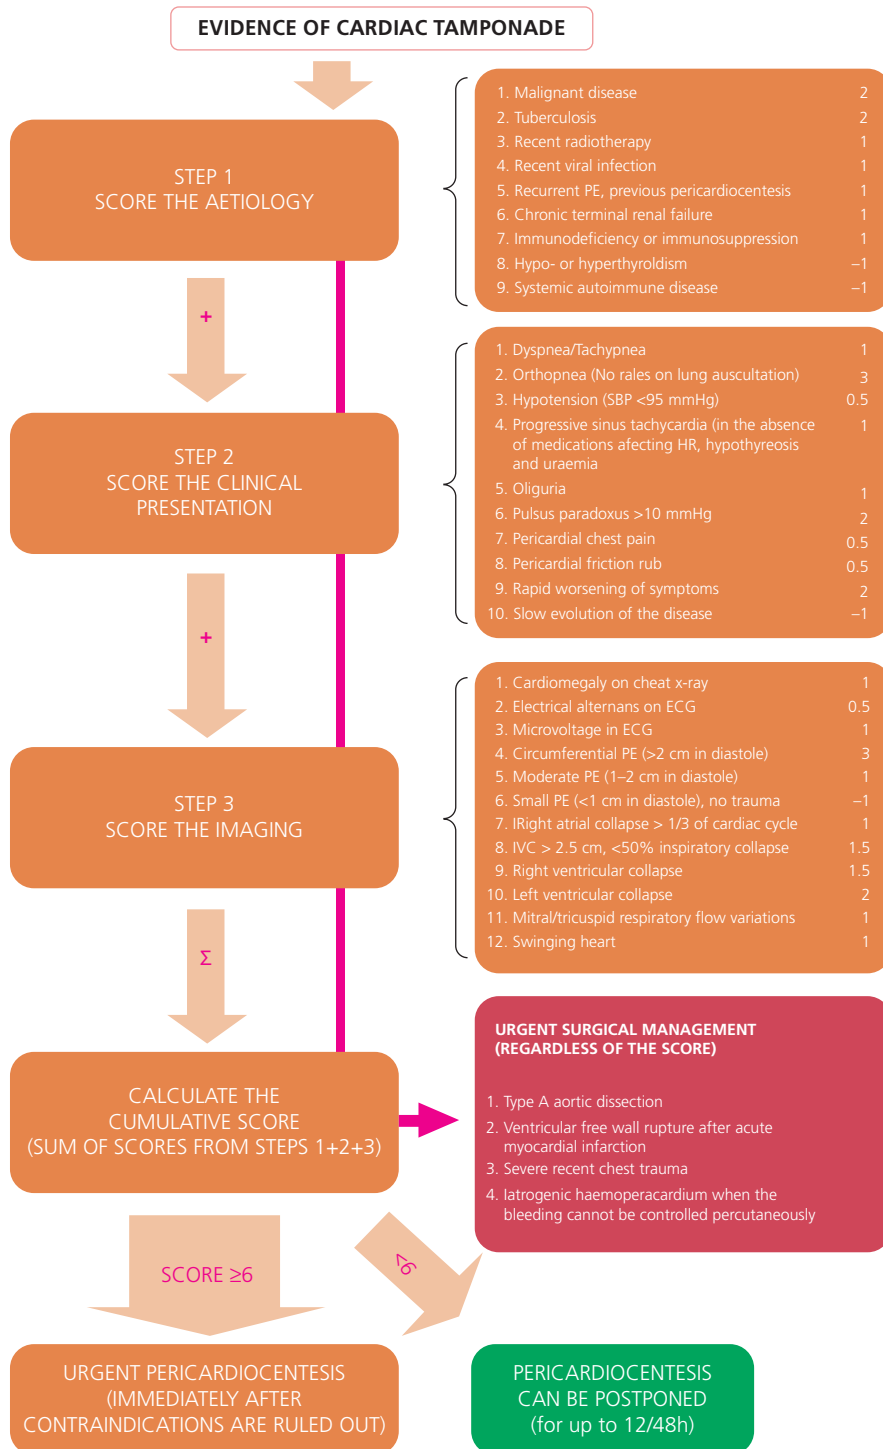 EVIDENCE OF CARDIAC TAMPONADE
STEP 1
SCORE THE AETIOLOGY
1. Malignant disease 2
2. Tuberculosis 2
3. Recent radiotherapy 1
4. Recent viral infection 1
5. Recurrent PE, previous pericardiocentesis 1
6. Chronic terminal renal failure 1
7. Immunodeficiency or immunosuppression 1
8. Hypo- or hyperthyroldism –1
9. Systemic autoimmune disease –1
+
STEP 2
SCORE THE CLINICAL
PRESENTATION
1. Dyspnea/Tachypnea 1
2. Orthopnea (No rales on lung auscultation) 3
3. Hypotension (SBP <95 mmHg) 0.5
4. Progressive sinus tachycardia (in the absence 1
of medications afecting HR, hypothyreosis
and uraemia
5. Oliguria 1
6. Pulsus paradoxus >10 mmHg 2
7. Pericardial chest pain 0.5
8. Pericardial friction rub 0.5
9. Rapid worsening of symptoms 2
10. Slow evolution of the disease –1
+
STEP 3
SCORE THE IMAGING
1. Cardiomegaly on cheat x-ray 1
2. Electrical alternans on ECG 0.5
3. Microvoltage in ECG 1
4. Circumferential PE (>2 cm in diastole) 3
5. Moderate PE (1–2 cm in diastole) 1
6. Small PE (<1 cm in diastole), no trauma –1
7. IRight atrial collapse > 1/3 of cardiac cycle 1
8. IVC > 2.5 cm, <50% inspiratory collapse 1.5
9. Right ventricular collapse 1.5
10. Left ventricular collapse 2
11. Mitral/tricuspid respiratory flow variations 1
12. Swinging heart 1
Σ
CALCULATE THE
CUMULATIVE SCORE
(SUM OF SCORES FROM STEPS 1+2+3)
URGENT SURGICAL MANAGEMENT
(REGARDLESS OF THE SCORE)
1. Type A aortic dissection
2. Ventricular free wall rupture after acute
myocardial infarction
3. Severe recent chest trauma
4. Iatrogenic haemoperacardium when the
bleeding cannot be controlled percutaneously
SCORE ≥6
<6
URGENT PERICARDIOCENTESIS
(IMMEDIATELY AFTER
CONTRAINDICATIONS ARE RULED OUT)
PERICARDIOCENTESIS
CAN BE POSTPONED
(for up to 12/48h)